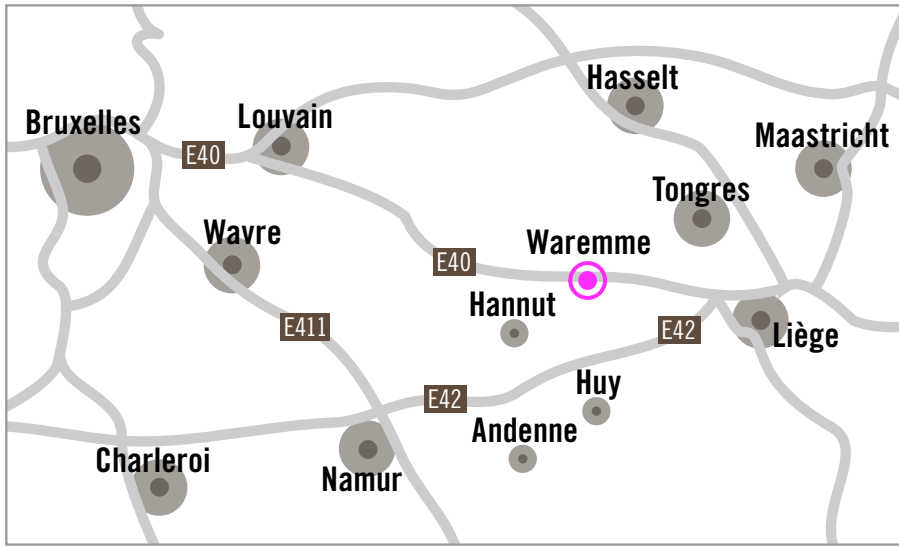 Hasselt
Louvain
Bruxelles
Maastricht
E40
Tongres
Wavre
Waremme
E40
Hannut
E411
E42
Liège
Huy
E42
Andenne
Charleroi
Namur